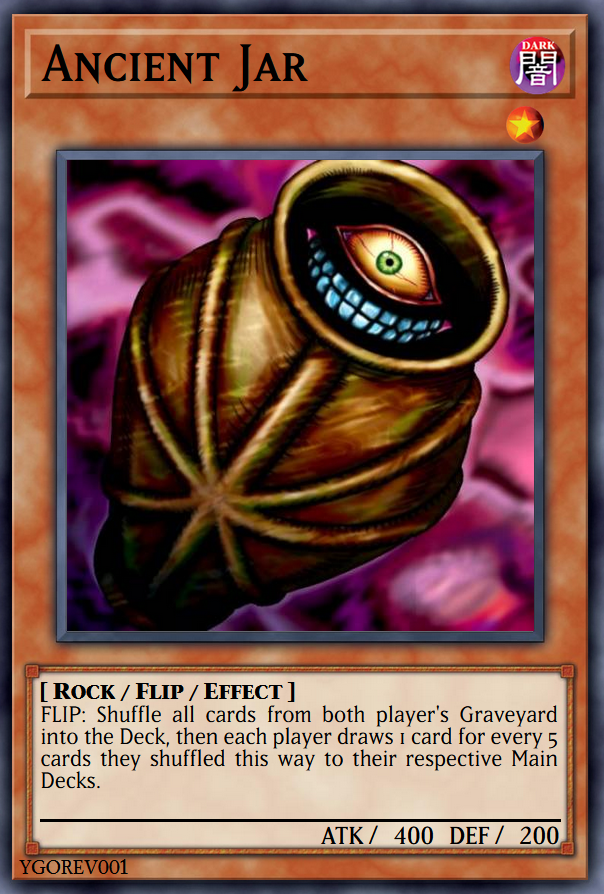 Ancient Jar
DARK
闇
[ Rock / Flip / Effect ]
FLIP: Shuffle all cards from both player's Graveyard
into the Deck, then each player draws 1 card for every 5
cards they shuffled this way to their respective Main
Decks.
ATK / 400 DEF / 200
YGOREV001